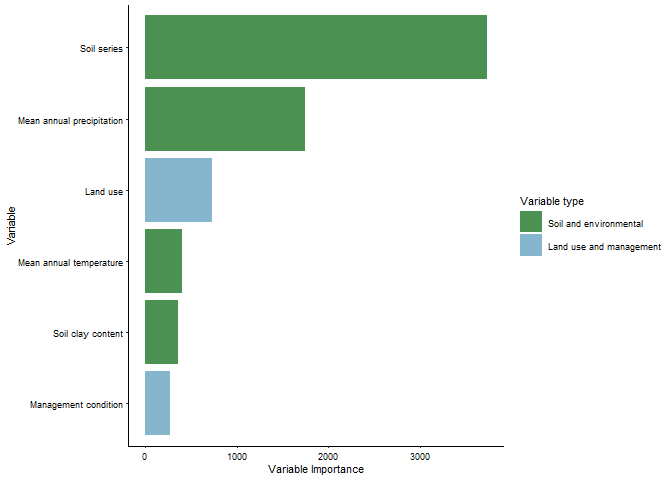 Soil series
Mean annual precipitation
Land use
Mean annual temperature
Soil clay content
Management condition
Variable
0 1000 2000 3000
Variable Importance
Variable type
Soil and environmental
Land use and management